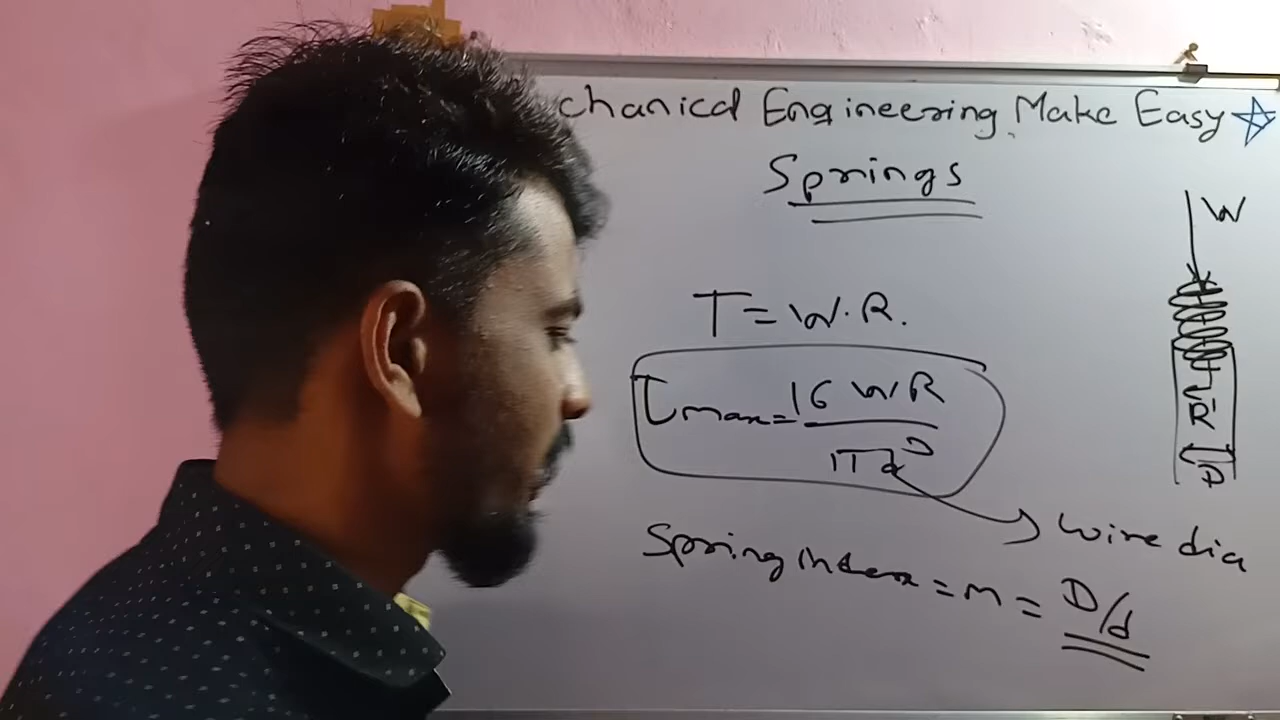 chanical Engineering Make Easy
Springs
W
T = W.R.
τmax = 16 WR / πd³
R
D
wire dia
Spring index = m = D/d